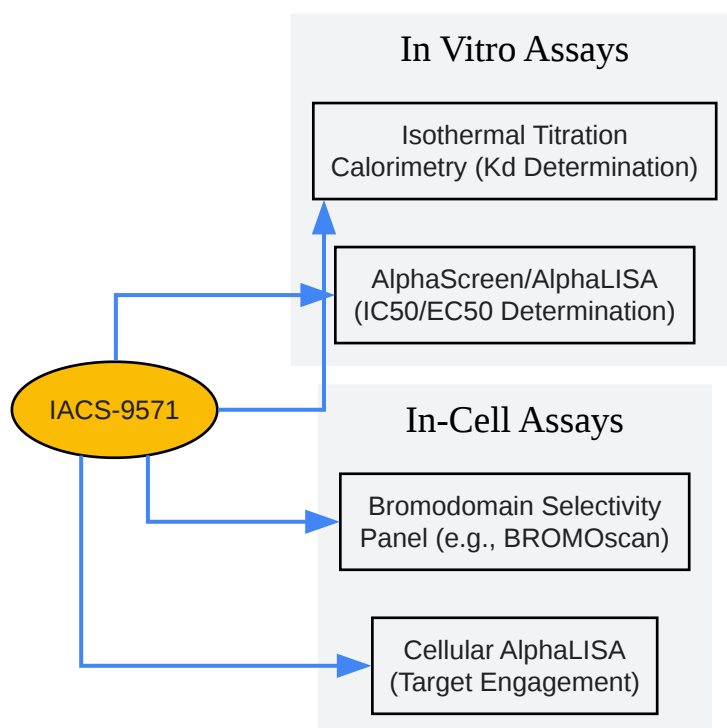 In Vitro Assays
Isothermal Titration
Calorimetry (Kd Determination)
AlphaScreen/AlphaLISA
(IC50/EC50 Determination)
IACS-9571
In-Cell Assays
Bromodomain Selectivity
Panel (e.g., BROMOscan)
Cellular AlphaLISA
(Target Engagement)